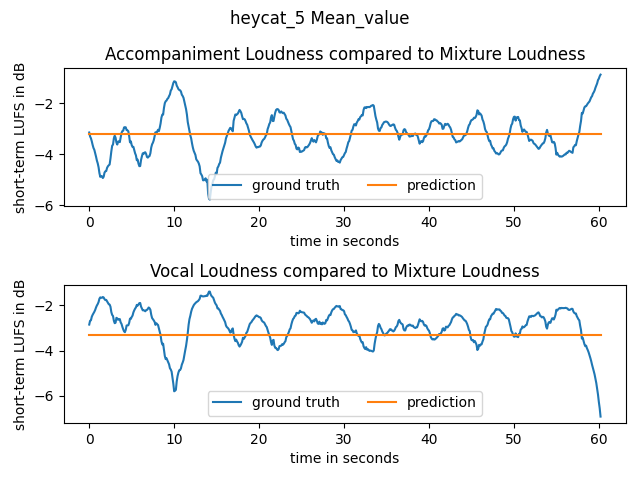 heycat_5 Mean_value
Accompaniment Loudness compared to Mixture Loudness
short-term LUFS in dB
−2
−4
−6
ground truth prediction
0 10 20 30 40 50 60
time in seconds
Vocal Loudness compared to Mixture Loudness
short-term LUFS in dB
−2
−4
−6
ground truth prediction
0 10 20 30 40 50 60
time in seconds